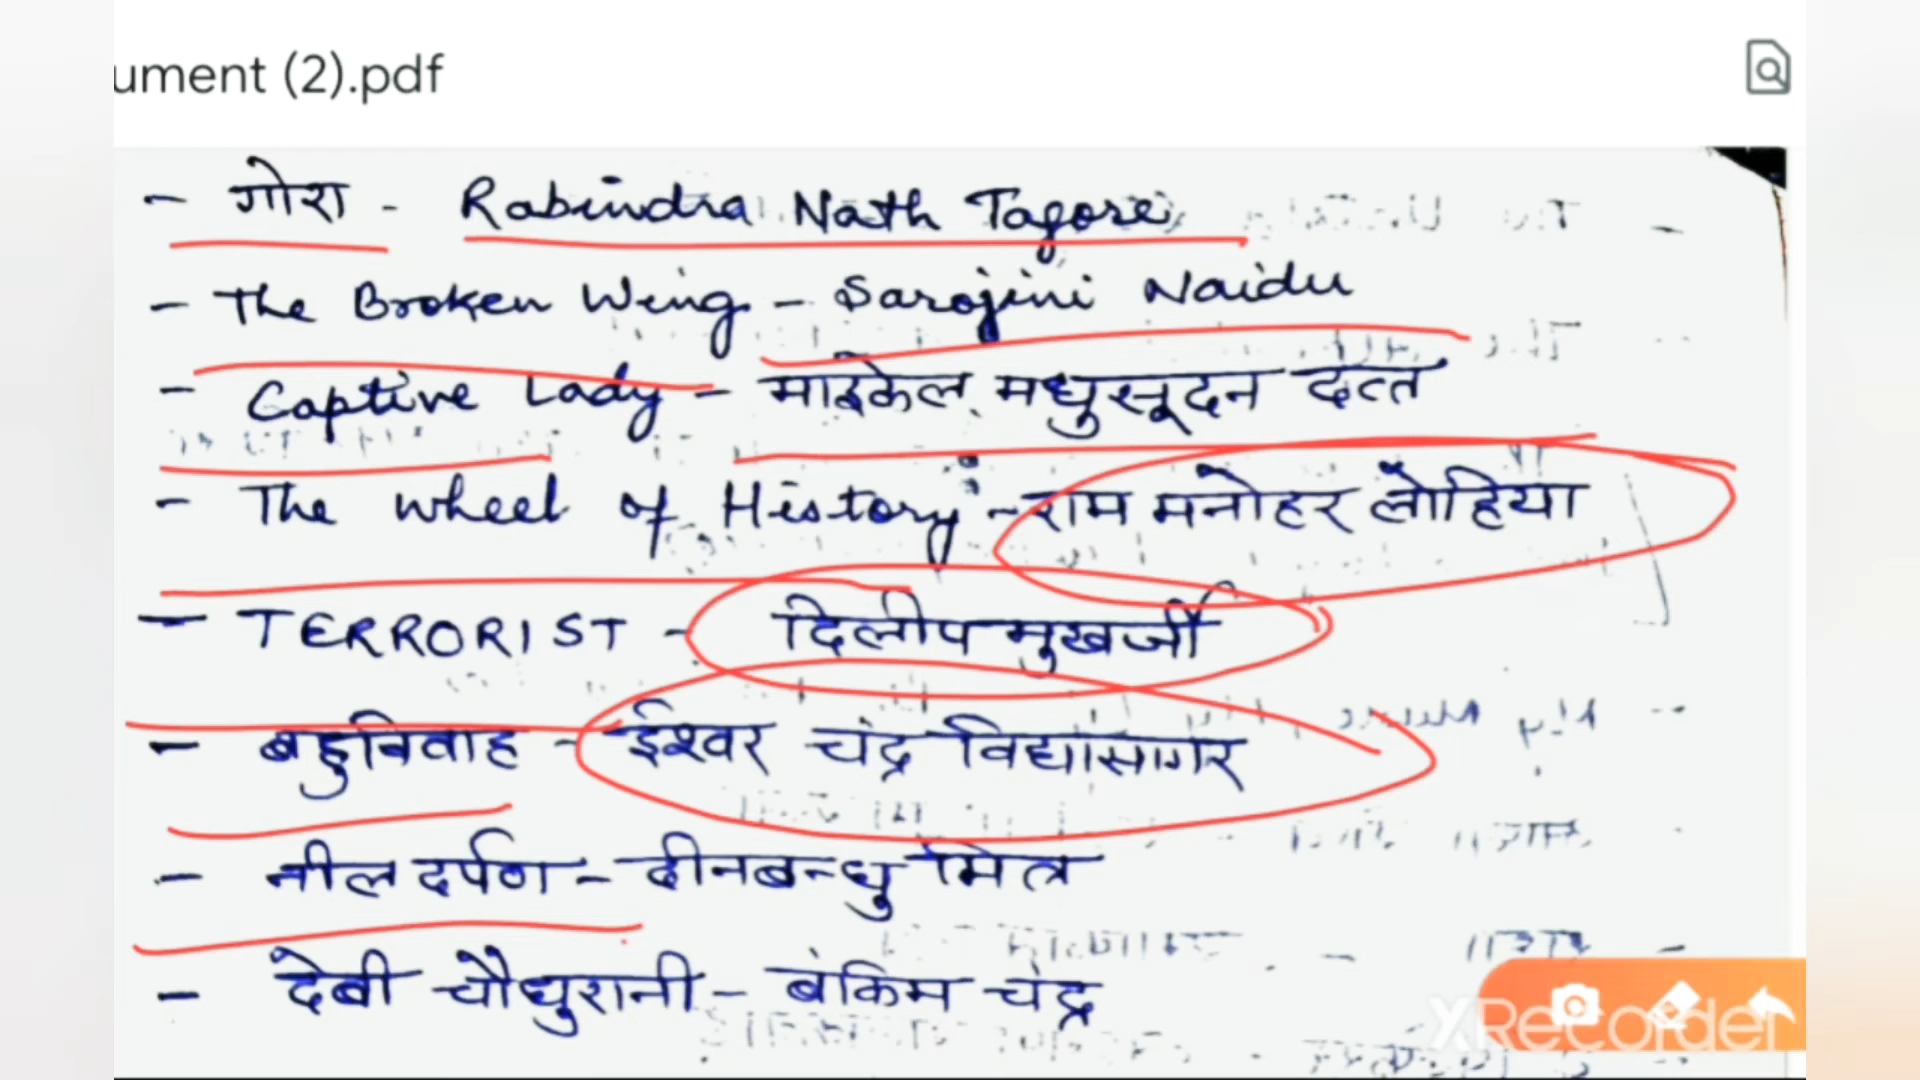 ument (2).pdf
- गोरा - Rabindra Nath Tagore
- The Broken Wing - Sarojini Naidu
- Captive Lady - माइकेल मधुसूदन दत्त
- The Wheel of History - राम मनोहर लोहिया
- TERRORIST - दिलीप मुखर्जी
- बहुविवाह - ईश्वर चंद्र विद्यासागर
- नील दर्पण - दीनबन्धु मित्र
- देवी चौधुरानी - बंकिम चंद्र
XRecorder